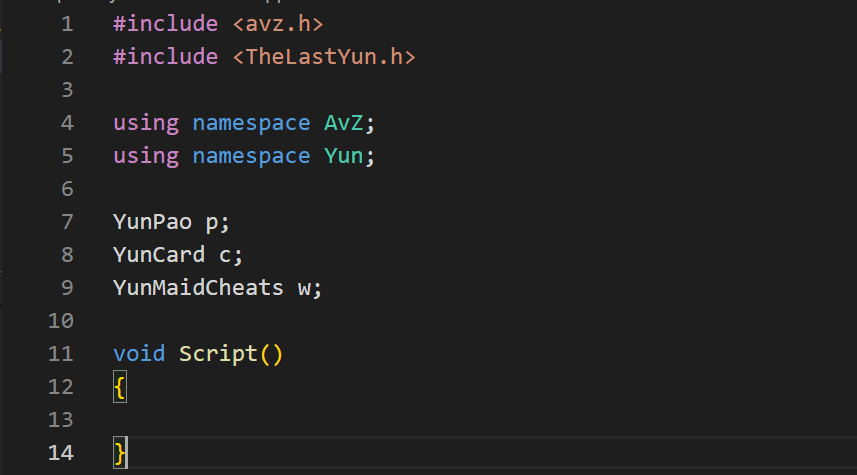 1 #include <avz.h>
2 #include <TheLastYun.h>
3
4 using namespace AvZ;
5 using namespace Yun;
6
7 YunPao p;
8 YunCard c;
9 YunMaidCheats w;
10
11 void Script()
12 {
13
14 }